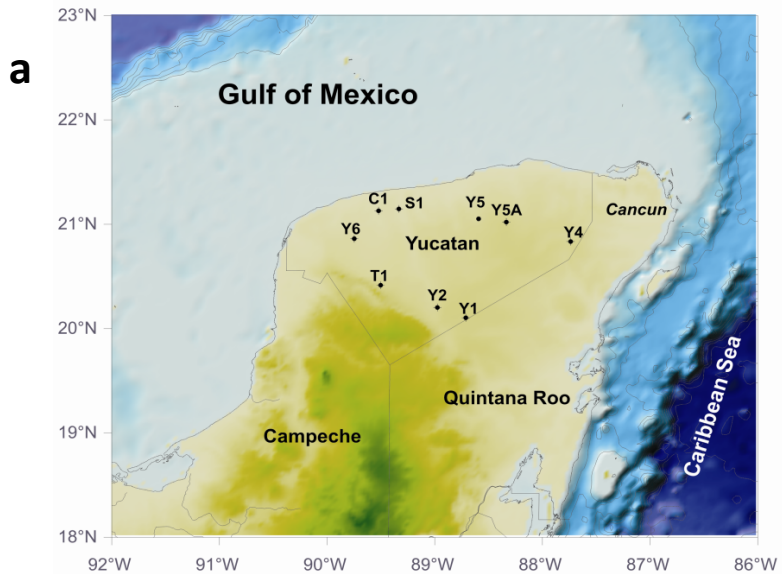 a
23°N
Gulf of Mexico
22°N
C1
S1
Y5
Y5A
Cancun
21°N
Y6
Yucatan
Y4
T1
Y2
Y1
20°N
Quintana Roo
Caribbean Sea
Campeche
19°N
18°N
92°W 91°W 90°W 89°W 88°W 87°W 86°W